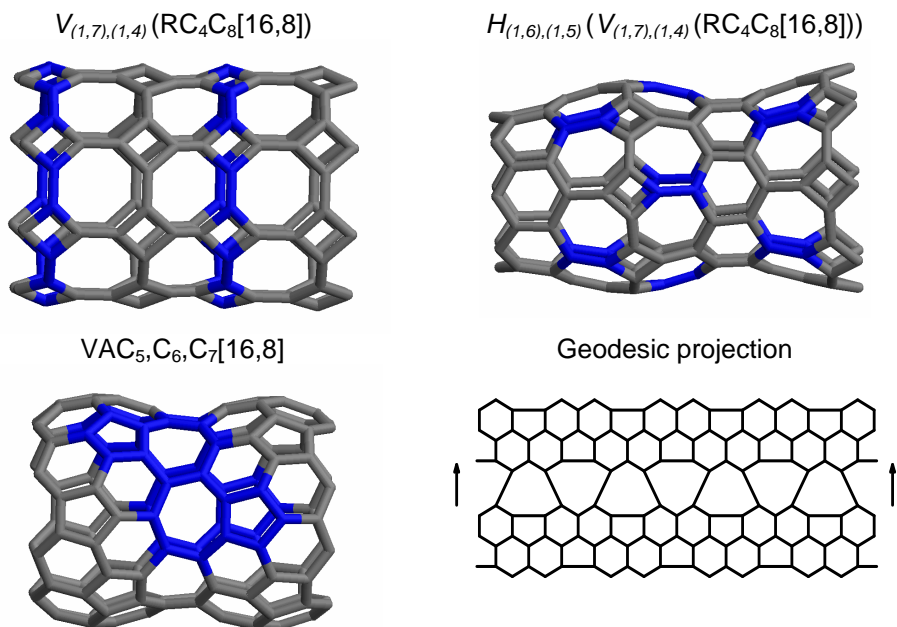 V(1,7),(1,4)(RC4C8[16,8])
H(1,6),(1,5)(V(1,7),(1,4)(RC4C8[16,8]))
VAC5,C6,C7[16,8]
Geodesic projection